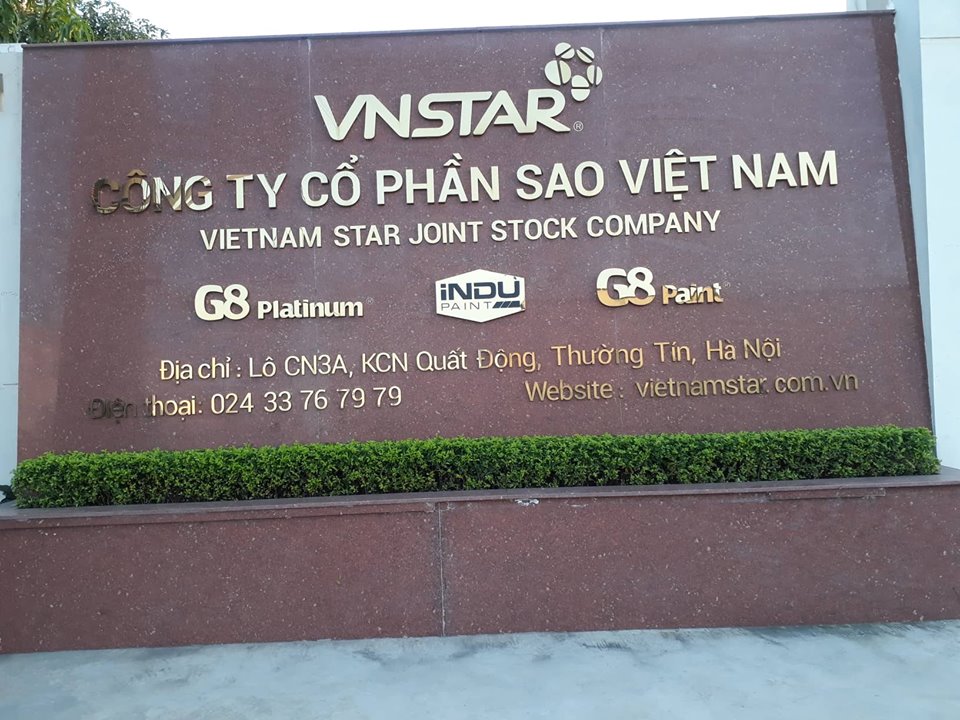 VNSTAR®
CÔNG TY CỔ PHẦN SAO VIỆT NAM
VIETNAM STAR JOINT STOCK COMPANY
G8 Platinum® iNDU PAINT G8 Paint
Địa chỉ : Lô CN3A, KCN Quất Động, Thường Tín, Hà Nội
Điện thoại: 024 33 76 79 79 Website : vietnamstar.com.vn